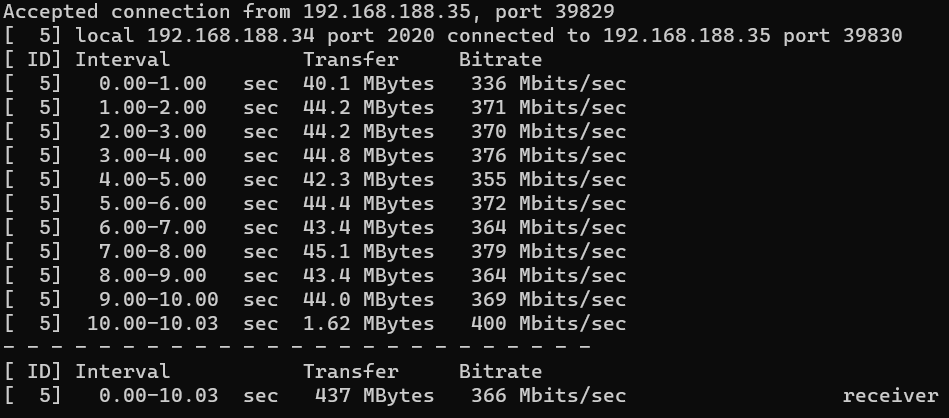 Accepted connection from 192.168.188.35, port 39829
[  5] local 192.168.188.34 port 2020 connected to 192.168.188.35 port 39830
[ ID] Interval           Transfer     Bitrate
[  5]   0.00-1.00   sec  40.1 MBytes   336 Mbits/sec
[  5]   1.00-2.00   sec  44.2 MBytes   371 Mbits/sec
[  5]   2.00-3.00   sec  44.2 MBytes   370 Mbits/sec
[  5]   3.00-4.00   sec  44.8 MBytes   376 Mbits/sec
[  5]   4.00-5.00   sec  42.3 MBytes   355 Mbits/sec
[  5]   5.00-6.00   sec  44.4 MBytes   372 Mbits/sec
[  5]   6.00-7.00   sec  43.4 MBytes   364 Mbits/sec
[  5]   7.00-8.00   sec  45.1 MBytes   379 Mbits/sec
[  5]   8.00-9.00   sec  43.4 MBytes   364 Mbits/sec
[  5]   9.00-10.00  sec  44.0 MBytes   369 Mbits/sec
[  5]  10.00-10.03  sec  1.62 MBytes   400 Mbits/sec
- - - - - - - - - - - - - - - - - - - - - - - - -
[ ID] Interval           Transfer     Bitrate
[  5]   0.00-10.03  sec   437 MBytes   366 Mbits/sec                  receiver